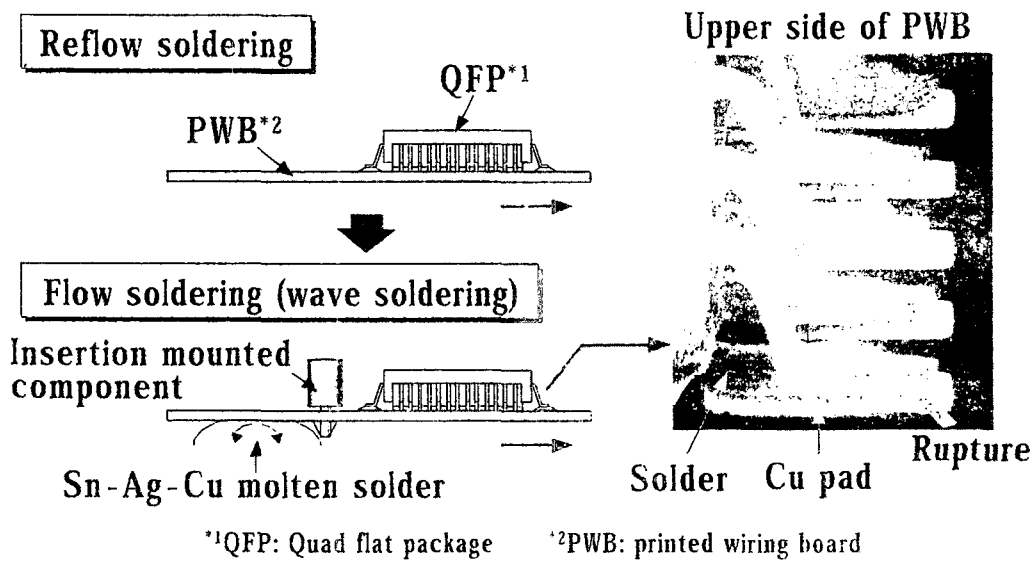 Reflow soldering
Upper side of PWB
QFP*1
PWB*2
Flow soldering (wave soldering)
Insertion mounted
component
Sn-Ag-Cu molten solder
Solder
Cu pad
Rupture
*1QFP: Quad flat package
*2PWB: printed wiring board